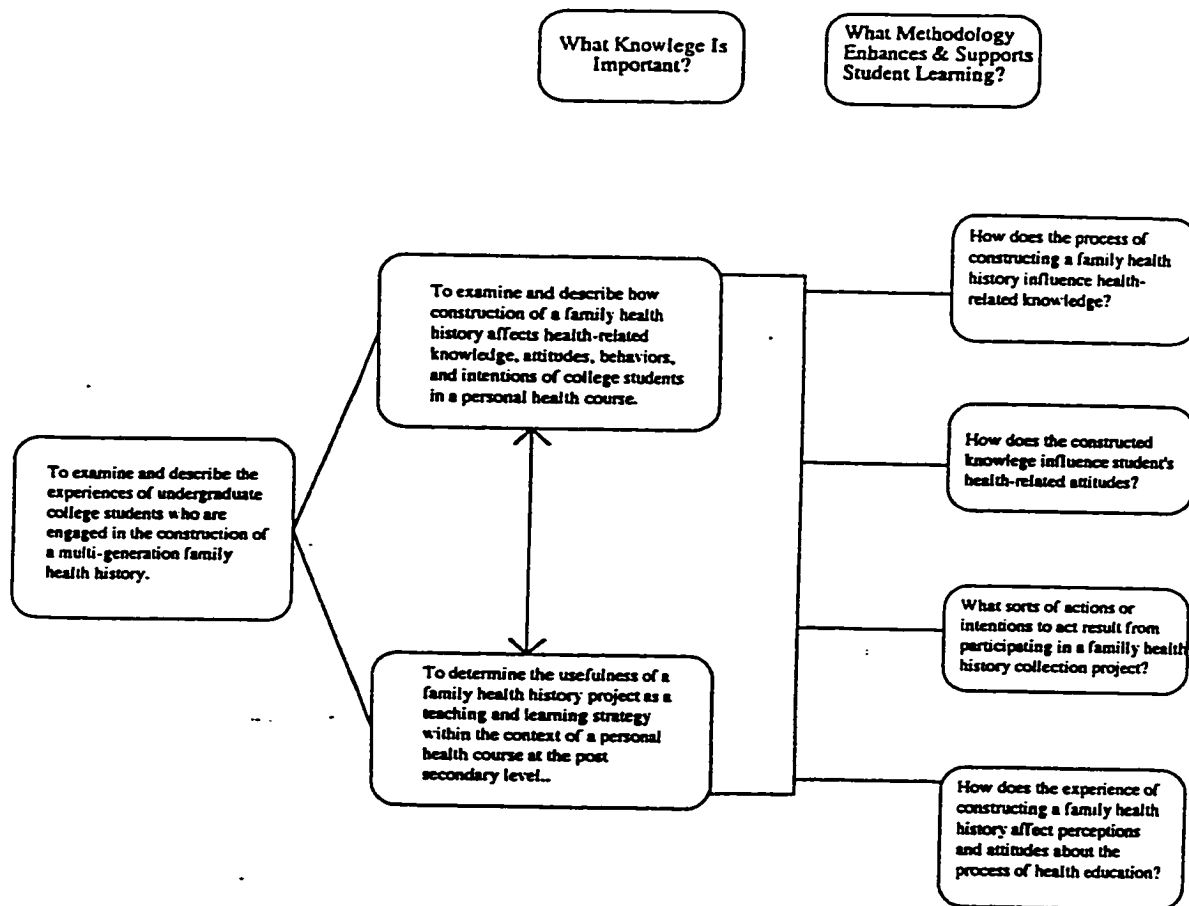 What Knowlege Is
Important?
What Methodology
Enhances & Supports
Student Learning?
To examine and describe the
experiences of undergraduate
college students who are
engaged in the construction of
a multi-generation family
health history.
To examine and describe how
construction of a family health
history affects health-related
knowledge, attitudes, behaviors,
and intentions of college students
in a personal health course.
To determine the usefulness of a
family health history project as a
teaching and learning strategy
within the context of a personal
health course at the post
secondary level..
How does the process of
constructing a family health
history influence health-
related knowledge?
How does the constructed
knowlege influence student's
health-related attitudes?
What sorts of actions or
intentions to act result from
participating in a familly health
history collection project?
How does the experience of
constructing a family health
history affect perceptions
and attitudes about the
process of health education?